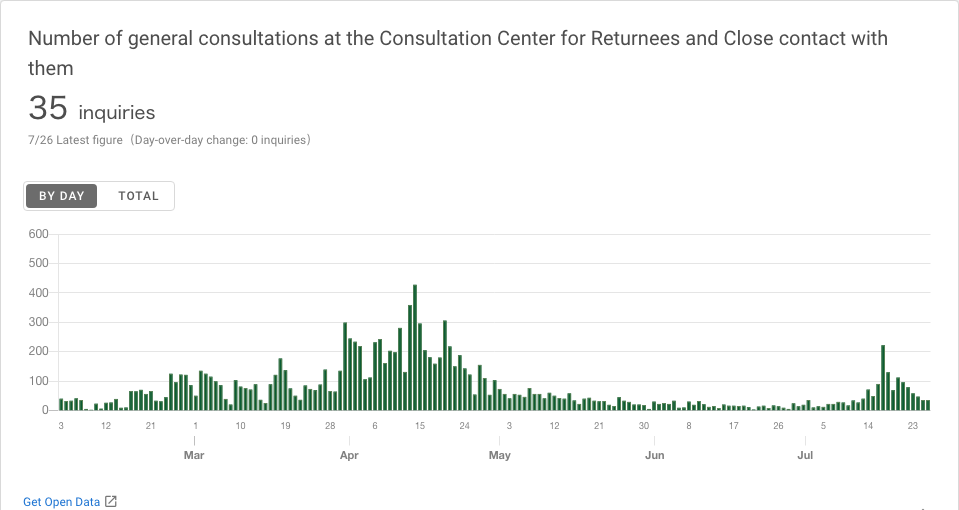 Number of general consultations at the Consultation Center for Returnees and Close contact with
them
35 inquiries
7/26 Latest figure (Day-over-day change: 0 inquiries)
BY DAY TOTAL
600
500
400
300
200
100
0
3 12 21 1 10 19 28 6 15 24 3 12 21 30 8 17 26 5 14 23
Mar Apr May Jun Jul
Get Open Data